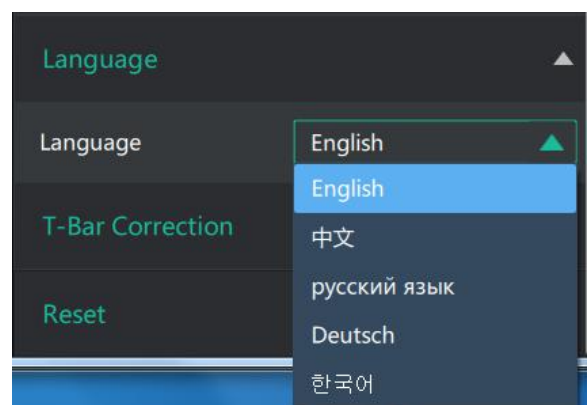 Language
Language English
English
T-Bar Correction
中文
русский язык
Reset
Deutsch
한국어